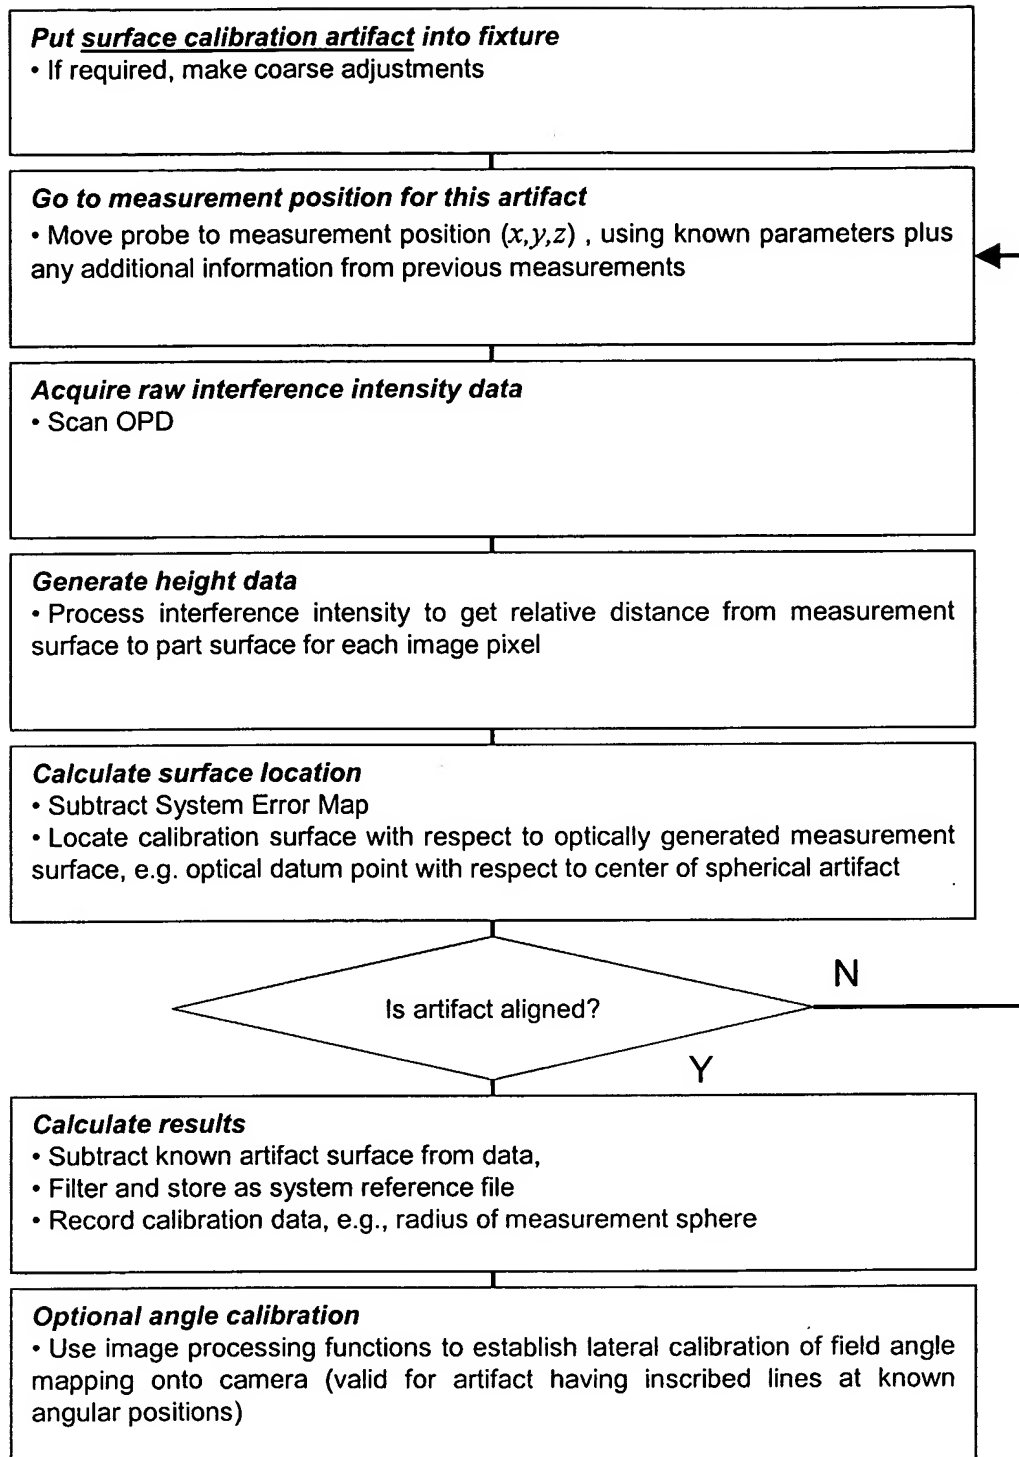 Put surface calibration artifact into fixture
• If required, make coarse adjustments
Go to measurement position for this artifact
• Move probe to measurement position (x,y,z) , using known parameters plus
any additional information from previous measurements
Acquire raw interference intensity data
• Scan OPD
Generate height data
• Process interference intensity to get relative distance from measurement
surface to part surface for each image pixel
Calculate surface location
• Subtract System Error Map
• Locate calibration surface with respect to optically generated measurement
surface, e.g. optical datum point with respect to center of spherical artifact
Is artifact aligned?
N
Y
Calculate results
• Subtract known artifact surface from data,
• Filter and store as system reference file
• Record calibration data, e.g., radius of measurement sphere
Optional angle calibration
• Use image processing functions to establish lateral calibration of field angle
mapping onto camera (valid for artifact having inscribed lines at known
angular positions)